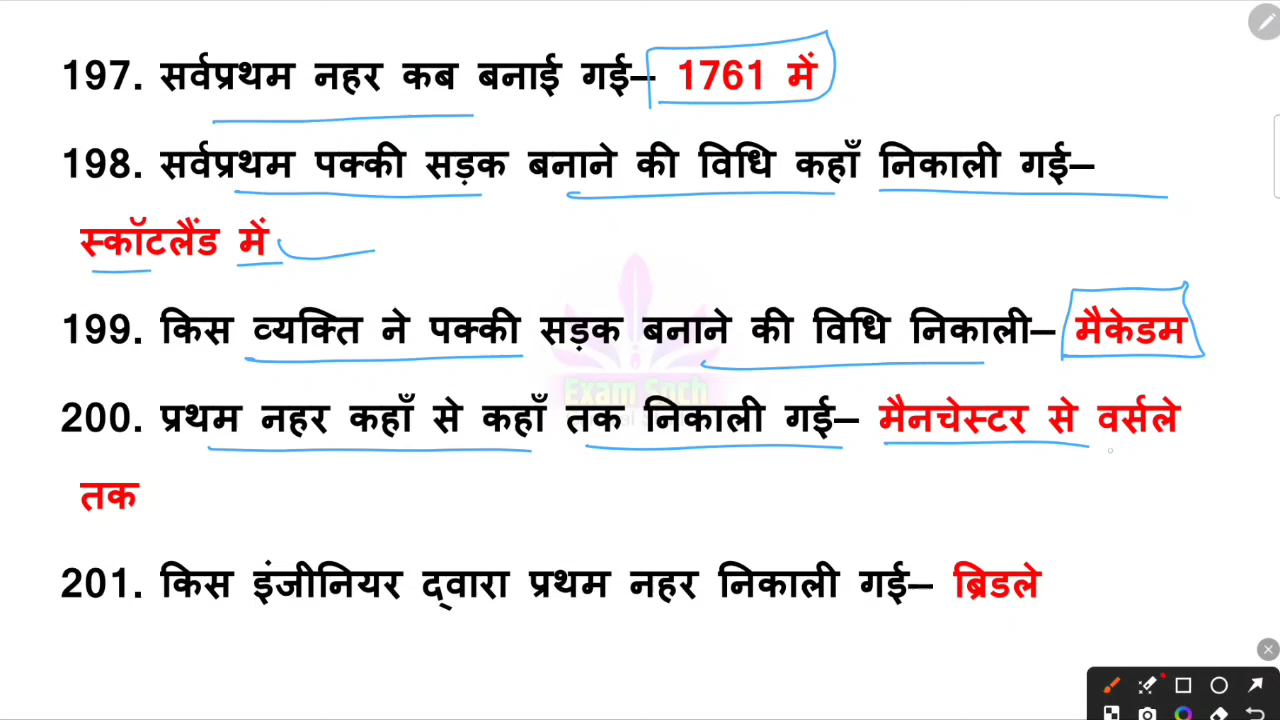 197. सर्वप्रथम नहर कब बनाई गई– 1761 में
198. सर्वप्रथम पक्की सड़क बनाने की विधि कहाँ निकाली गई–
स्कॉटलैंड में
199. किस व्यक्ति ने पक्की सड़क बनाने की विधि निकाली– मैकेडम
Exam
200. प्रथम नहर कहाँ से कहाँ तक निकाली गई– मैनचेस्टर से वर्सले
तक
201. किस इंजीनियर द्वारा प्रथम नहर निकाली गई– ब्रिडले